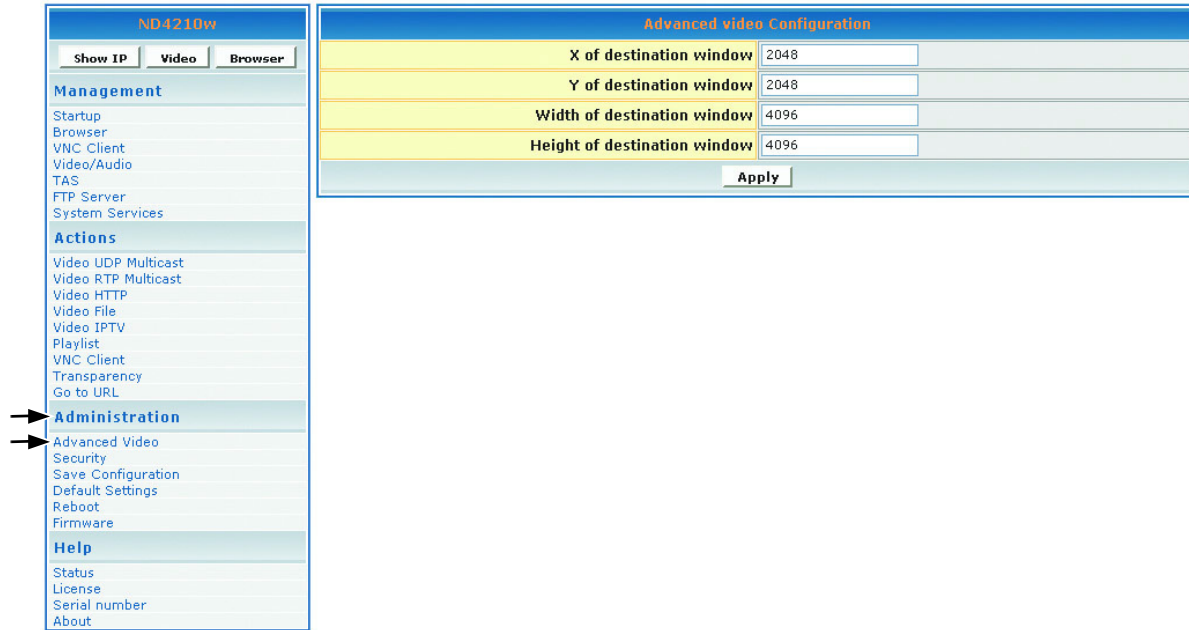 ND4210w
Show IP Video Browser
Management
Startup
Browser
VNC Client
Video/Audio
TAS
FTP Server
System Services
Actions
Video UDP Multicast
Video RTP Multicast
Video HTTP
Video File
Video IPTV
Playlist
VNC Client
Transparency
Go to URL
Administration
Advanced Video
Security
Save Configuration
Default Settings
Reboot
Firmware
Help
Status
License
Serial number
About
Advanced video Configuration
X of destination window 2048
Y of destination window 2048
Width of destination window 4096
Height of destination window 4096
Apply